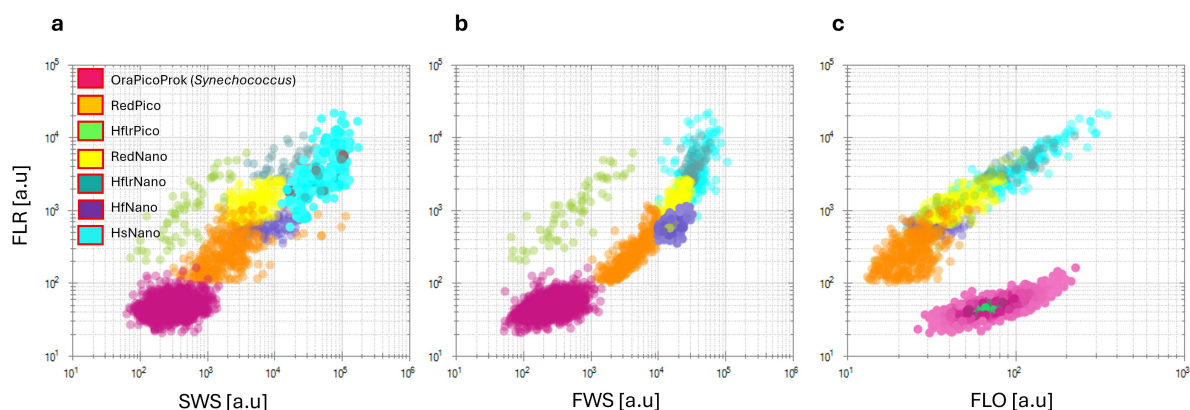 a
b
c
10^5
10^4
10^3
10^2
10^1
FLR [a.u]
OraPicoProk (Synechococcus)
RedPico
HflrPico
RedNano
HflrNano
HfNano
HsNano
10^1 10^2 10^3 10^4 10^5 10^6
SWS [a.u]
10^5
10^4
10^3
10^2
10^1
10^1 10^2 10^3 10^4 10^5 10^6
FWS [a.u]
10^5
10^4
10^3
10^2
10^1
10^1 10^2 10^3
FLO [a.u]